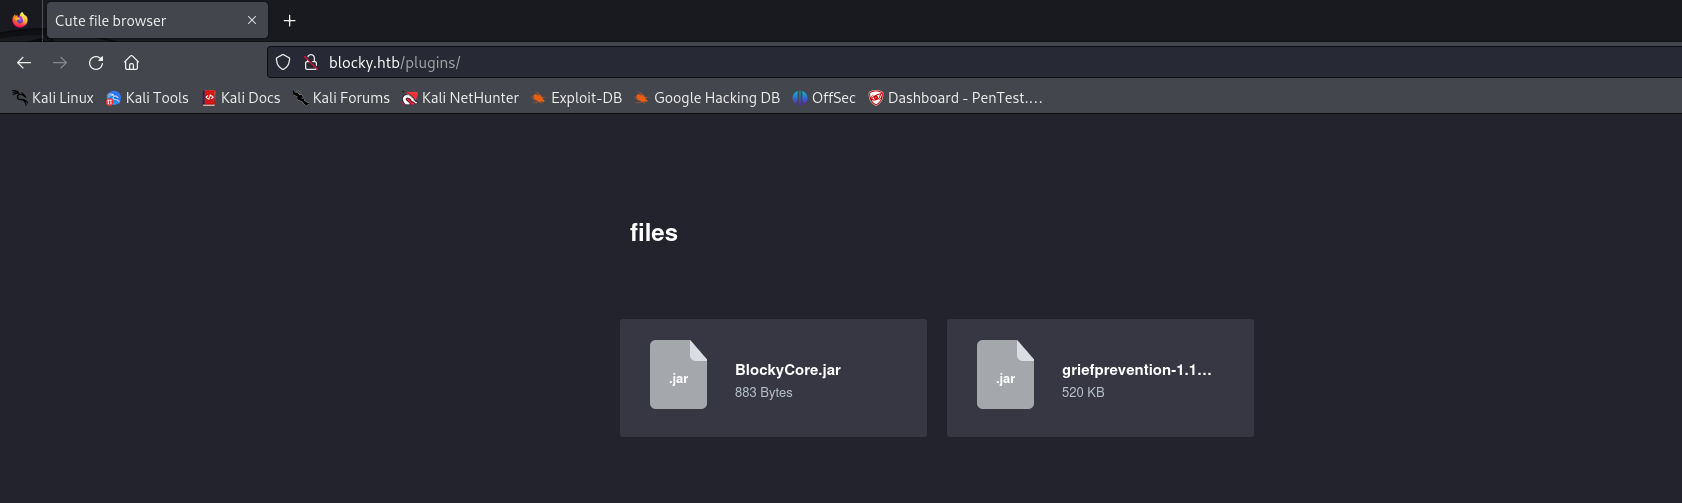 Cute file browser
blocky.htb/plugins/
Kali Linux Kali Tools Kali Docs Kali Forums Kali NetHunter Exploit-DB Google Hacking DB OffSec Dashboard - PenTest....
files
.jar BlockyCore.jar
883 Bytes
.jar griefprevention-1.1...
520 KB